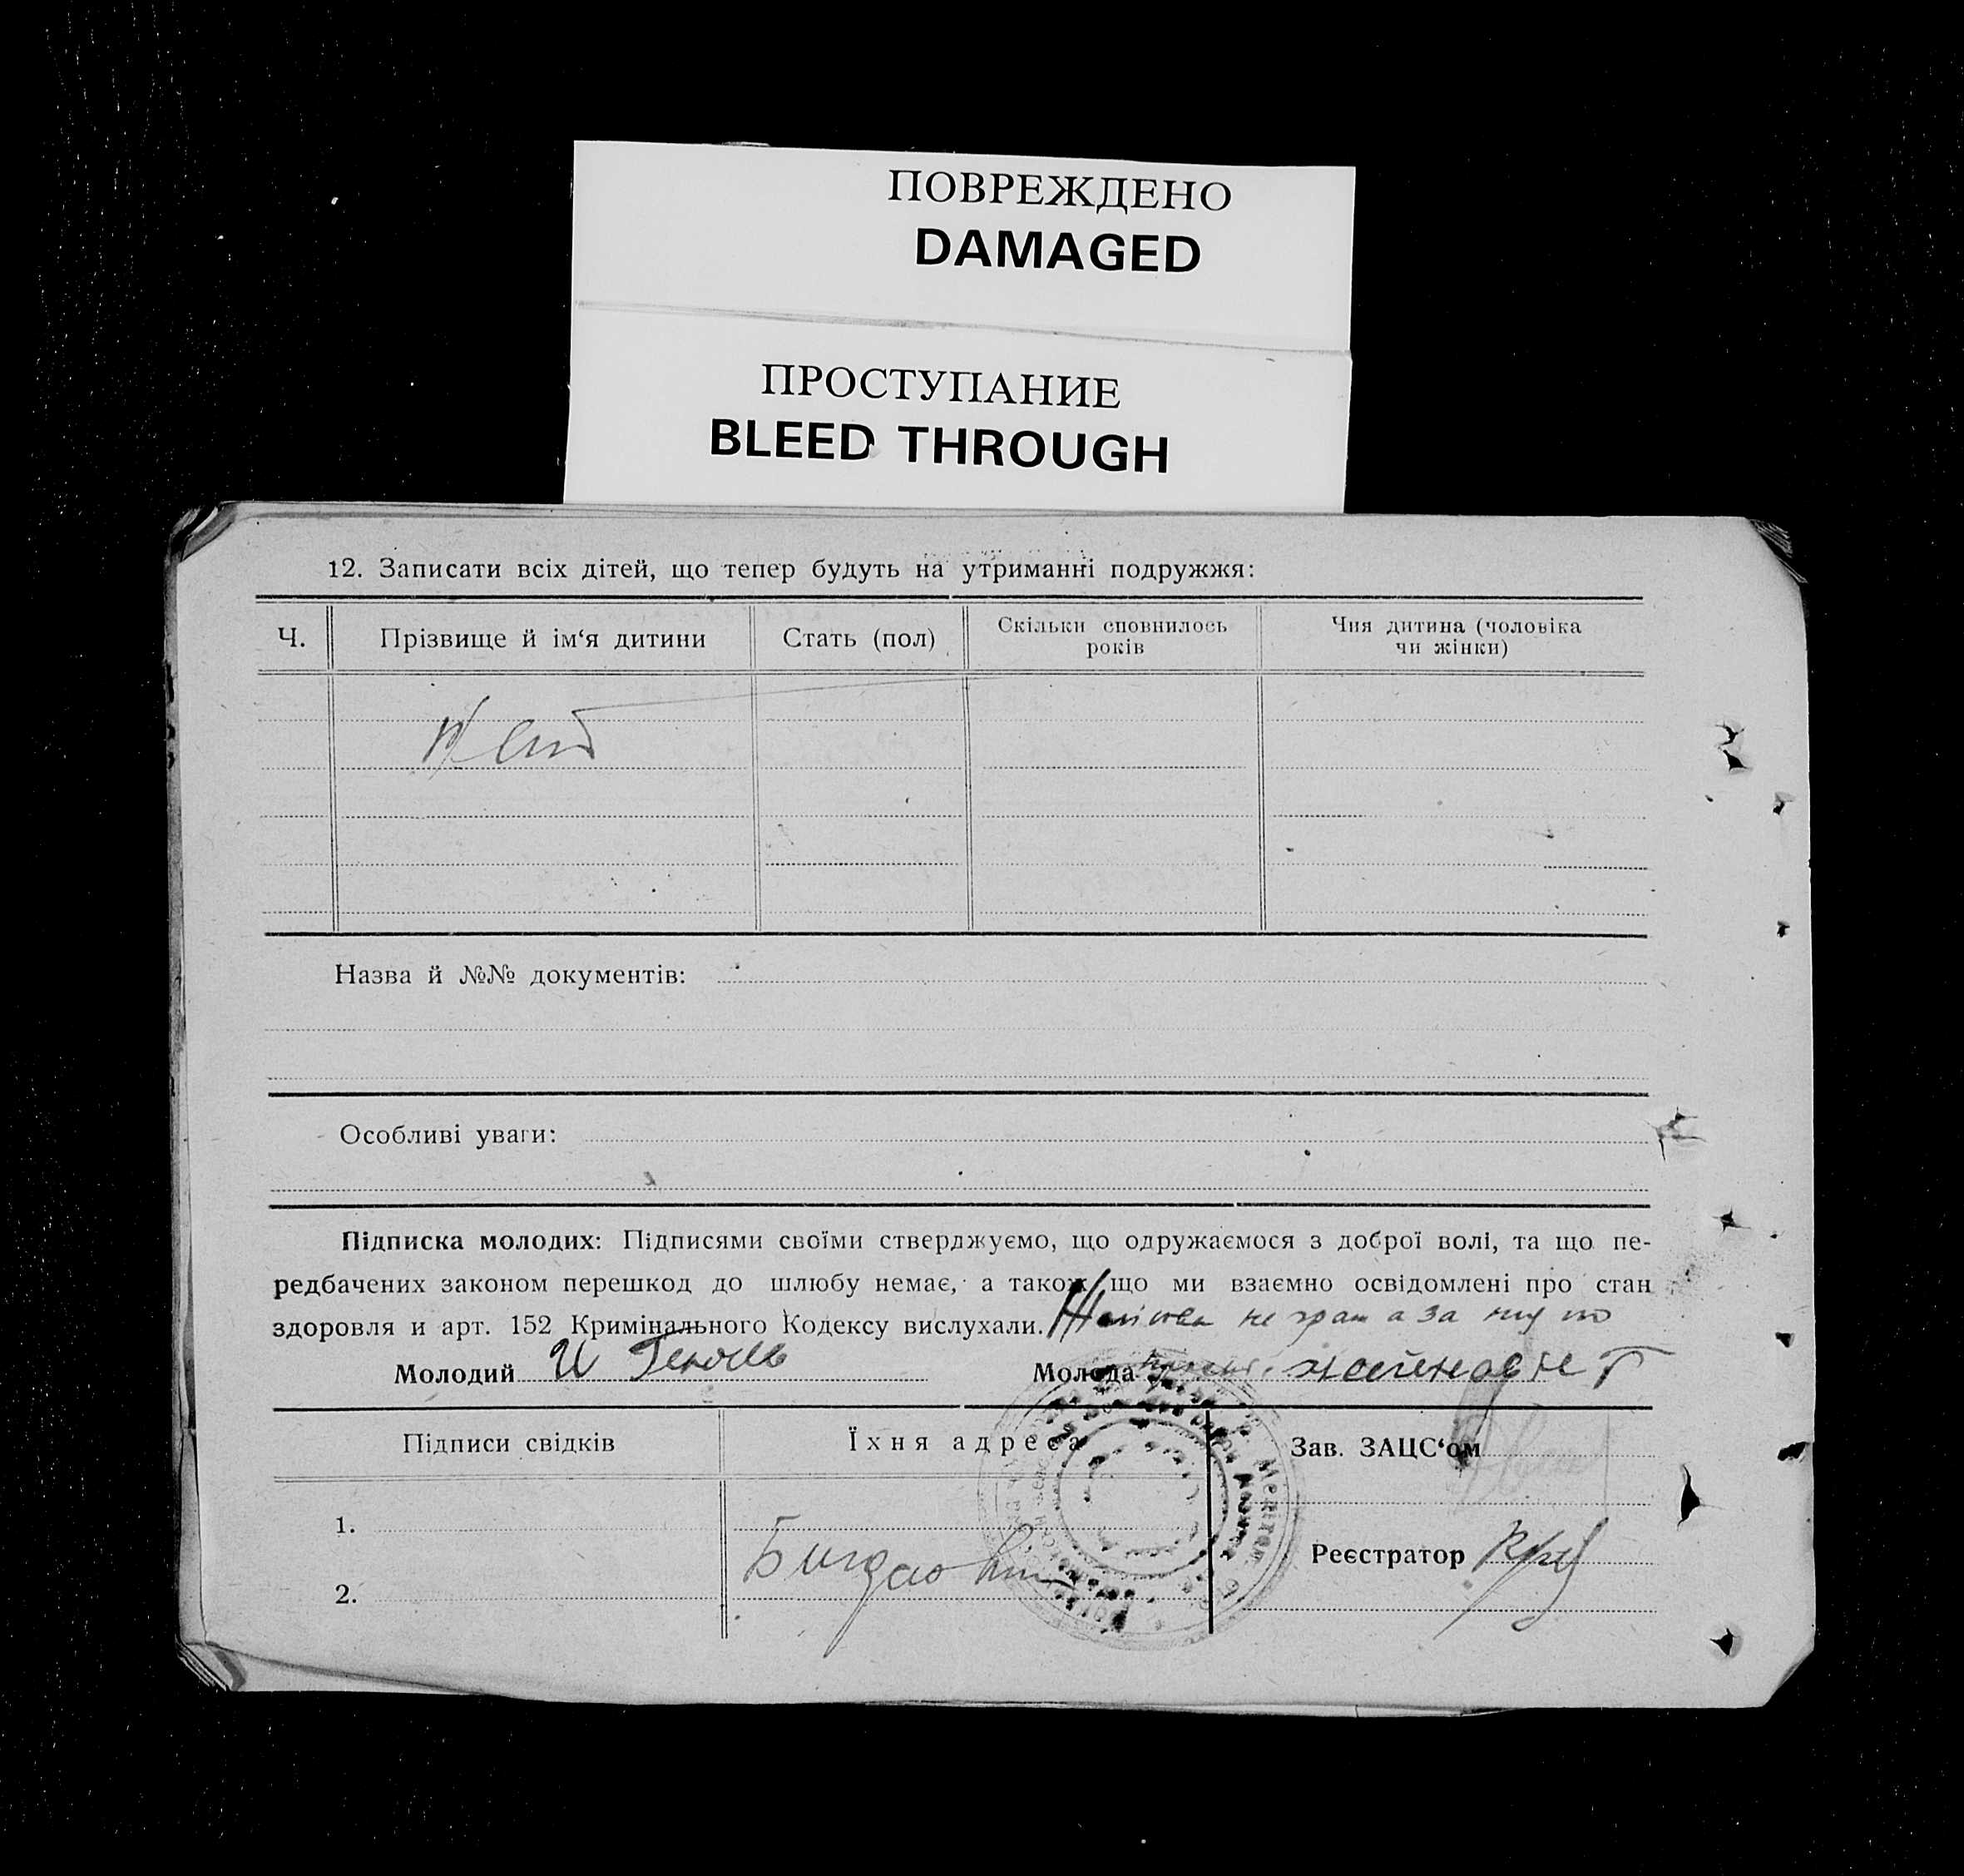 ПОВРЕЖДЕНО
DAMAGED
ПРОСТУПАНИЕ
BLEED THROUGH
12. Записати всіх дітей, що тепер будуть на утриманні подружжя:
Ч.
Прізвище й ім‘я дитини
Стать (пол)
Скільки сповнилось
років
Чия дитина (чоловіка
чи жінки)
Назва й №№ документів:
Особливі уваги:
Підписка молодих: Підписями своїми стверджуємо, що одружаємося з доброї волі, та що пе-
редбачених законом перешкод до шлюбу немає, а також що ми взаємно освідомлені про стан
здоровля и арт. 152 Кримінального Кодексу вислухали. не а за
Молодий
Молода
Підписи свідків
Їхня адреса
Зав. ЗАЦС‘ом
1.
2.
Реєстратор